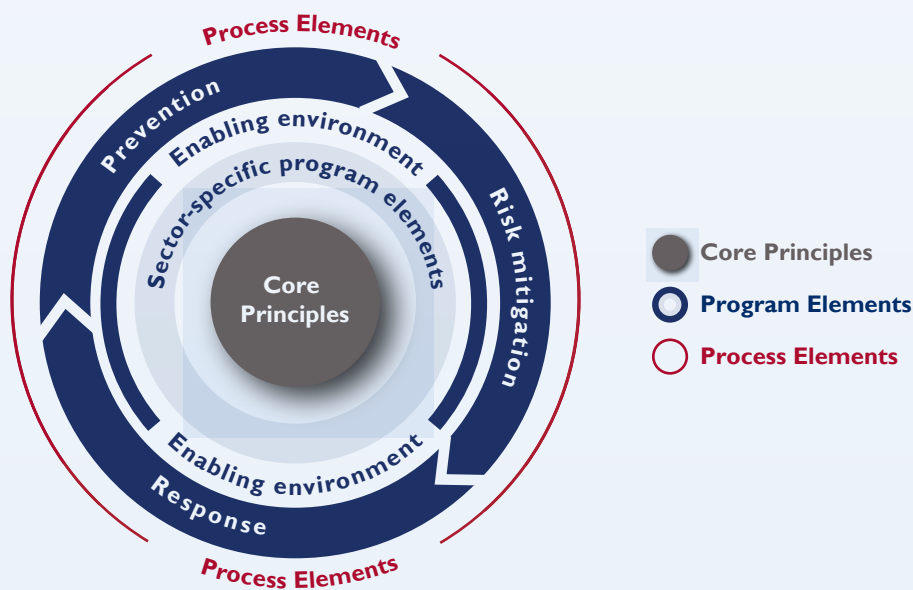 Process Elements
Prevention
Enabling environment
Sector-specific program elements
Risk mitigation
Core
Principles
Enabling environment
Response
Process Elements
Core Principles
Program Elements
Process Elements